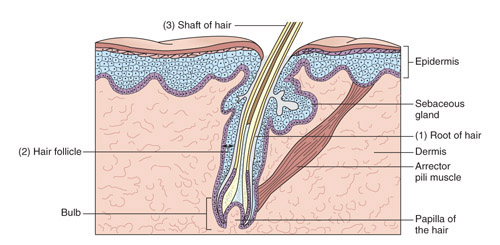 (3) Shaft of hair
Epidermis
Sebaceous
gland
(1) Root of hair
(2) Hair follicle
Dermis
Arrector
pili muscle
Bulb
Papilla of
the hair